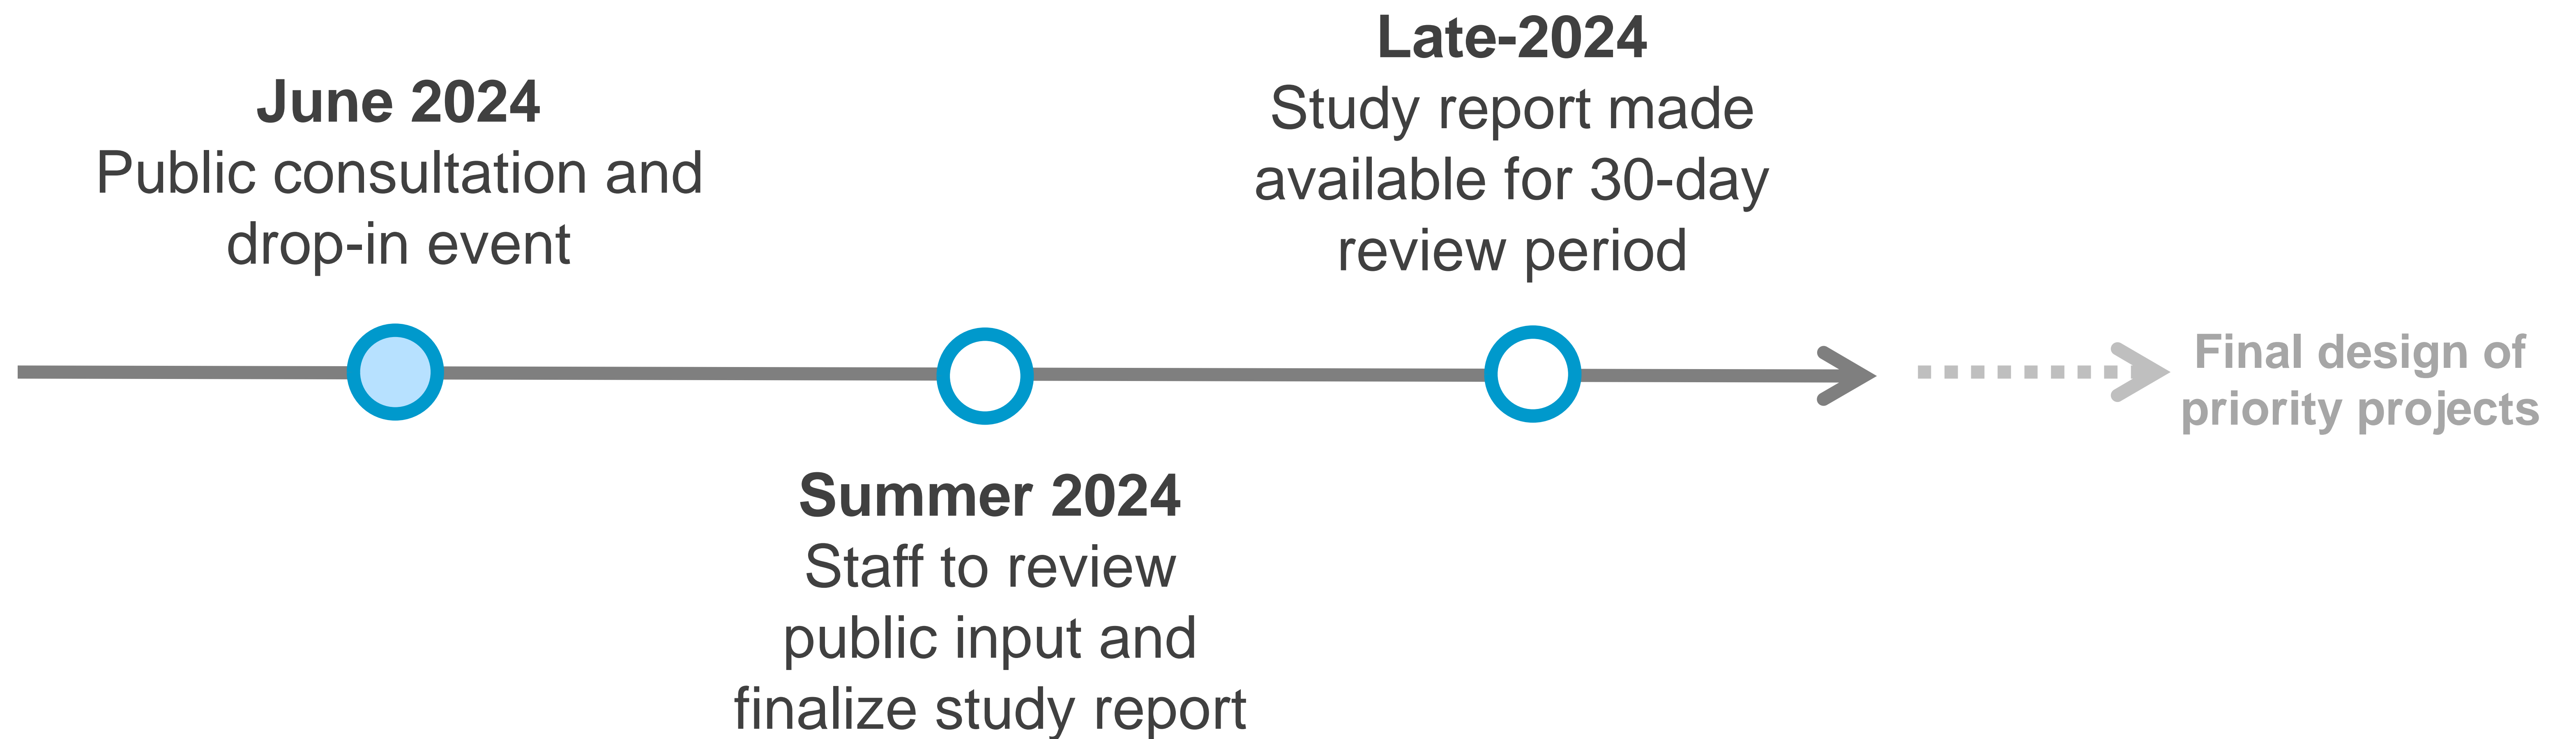 June 2024
Public consultation and
drop-in event
Summer 2024
Staff to review
public input and
finalize study report
Late-2024
Study report made
available for 30-day
review period
Final design of
priority projects